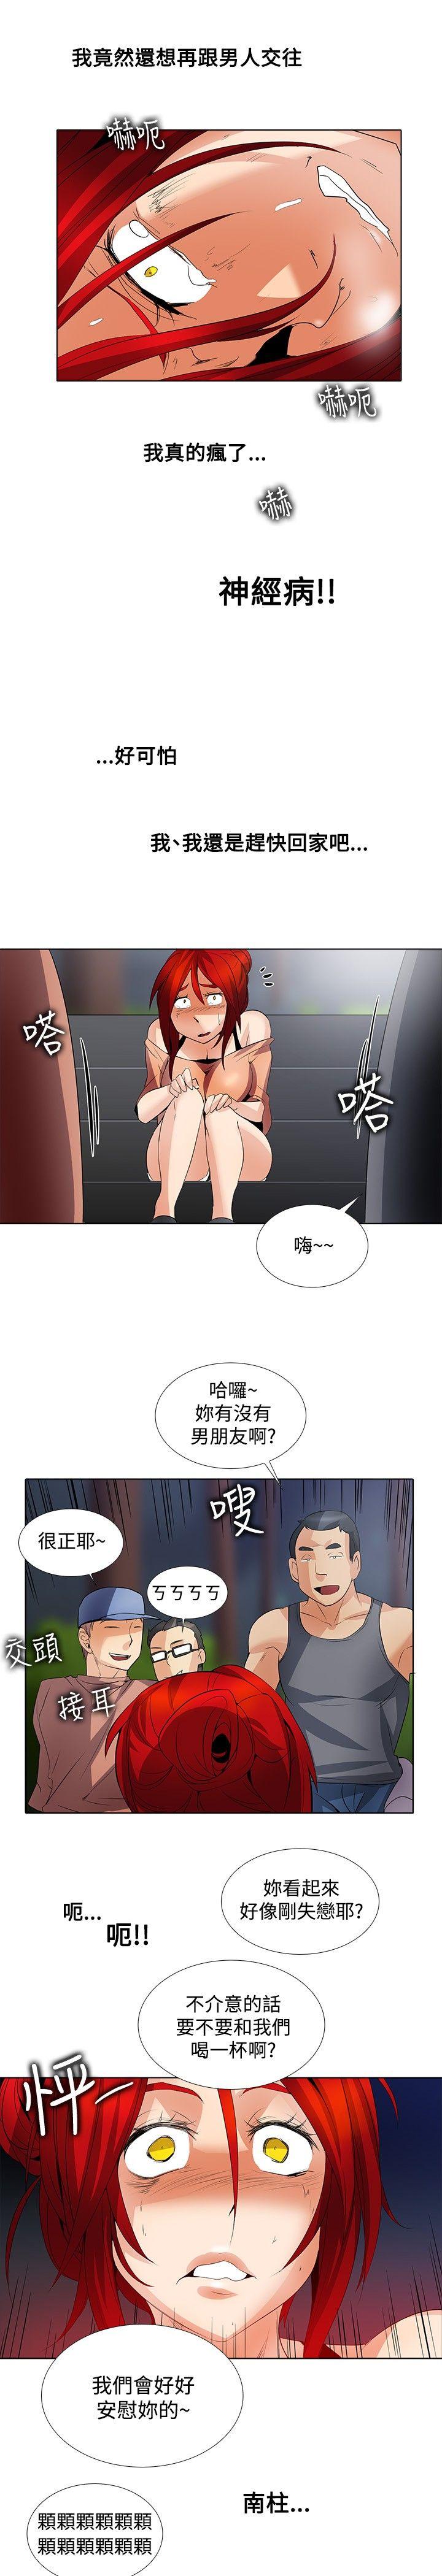 我竟然還想再跟男人交往
嚇呃
嚇呃
我真的瘋了...
嚇
神經病!!
...好可怕
我、我還是趕快回家吧...
嗒
嗒
嗨~~
哈囉~
妳有沒有
男朋友啊?
嗖
很正耶~
ㄎㄎㄎㄎ
交頭
接耳
妳看起來
好像剛失戀耶?
呃...
呃!!
不介意的話
要不要和我們
喝一杯啊?
怦—
我們會好好
安慰妳的~
南柱...
顆顆顆顆顆顆
顆顆顆顆顆顆